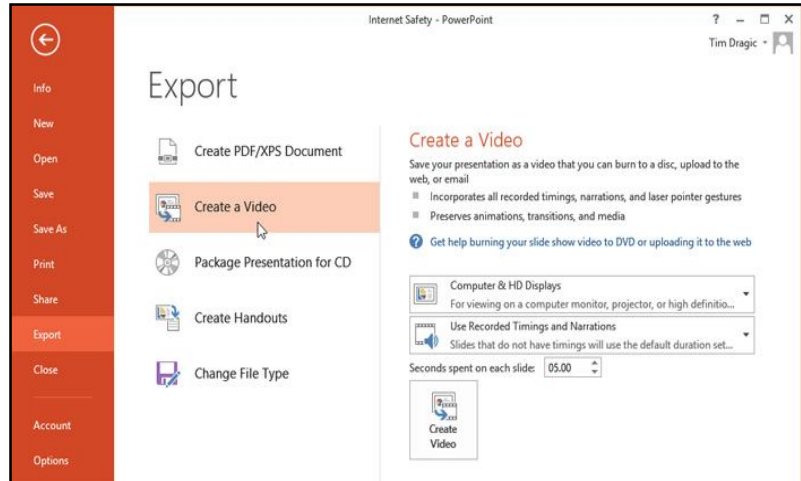 Internet Safety - PowerPoint
?
Tim Dragic
Info
New
Open
Save
Save As
Print
Share
Export
Close
Account
Options
Export
Create PDF/XPS Document
Create a Video
Package Presentation for CD
Create Handouts
Change File Type
Create a Video
Save your presentation as a video that you can burn to a disc, upload to the
web, or email
Incorporates all recorded timings, narrations, and laser pointer gestures
Preserves animations, transitions, and media
? Get help burning your slide show video to DVD or uploading it to the web
Computer & HD Displays
For viewing on a computer monitor, projector, or high definitio...
Use Recorded Timings and Narrations
Slides that do not have timings will use the default duration set...
Seconds spent on each slide: 05.00
Create
Video